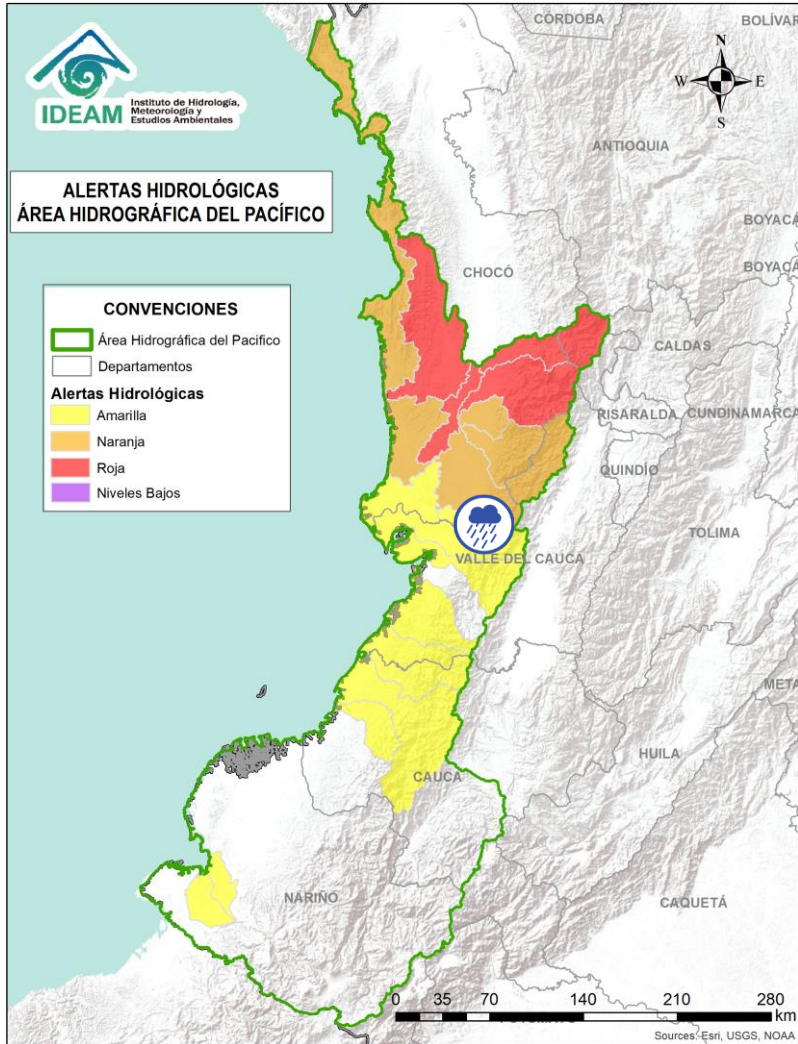 IDEAM
Instituto de Hidrología,
Meteorología y
Estudios Ambientales
CÓRDOBA
BOLÍVAR
N
W
E
S
ANTIOQUIA
ALERTAS HIDROLÓGICAS
ÁREA HIDROGRÁFICA DEL PACÍFICO
BOYACÁ
CHOCÓ
BOYACÁ
CONVENCIONES
Área Hidrográfica del Pacifico
Departamentos
Alertas Hidrológicas
Amarilla
Naranja
Roja
Niveles Bajos
CALDAS
RISARALDA
CUNDINAMARCA
QUINDÍO
TOLIMA
VALLE DEL CAUCA
META
HUILA
CAUCA
NARIÑO
CAQUETÁ
0 35 70 140 210 280
km
Sources: Esri, USGS, NOAA